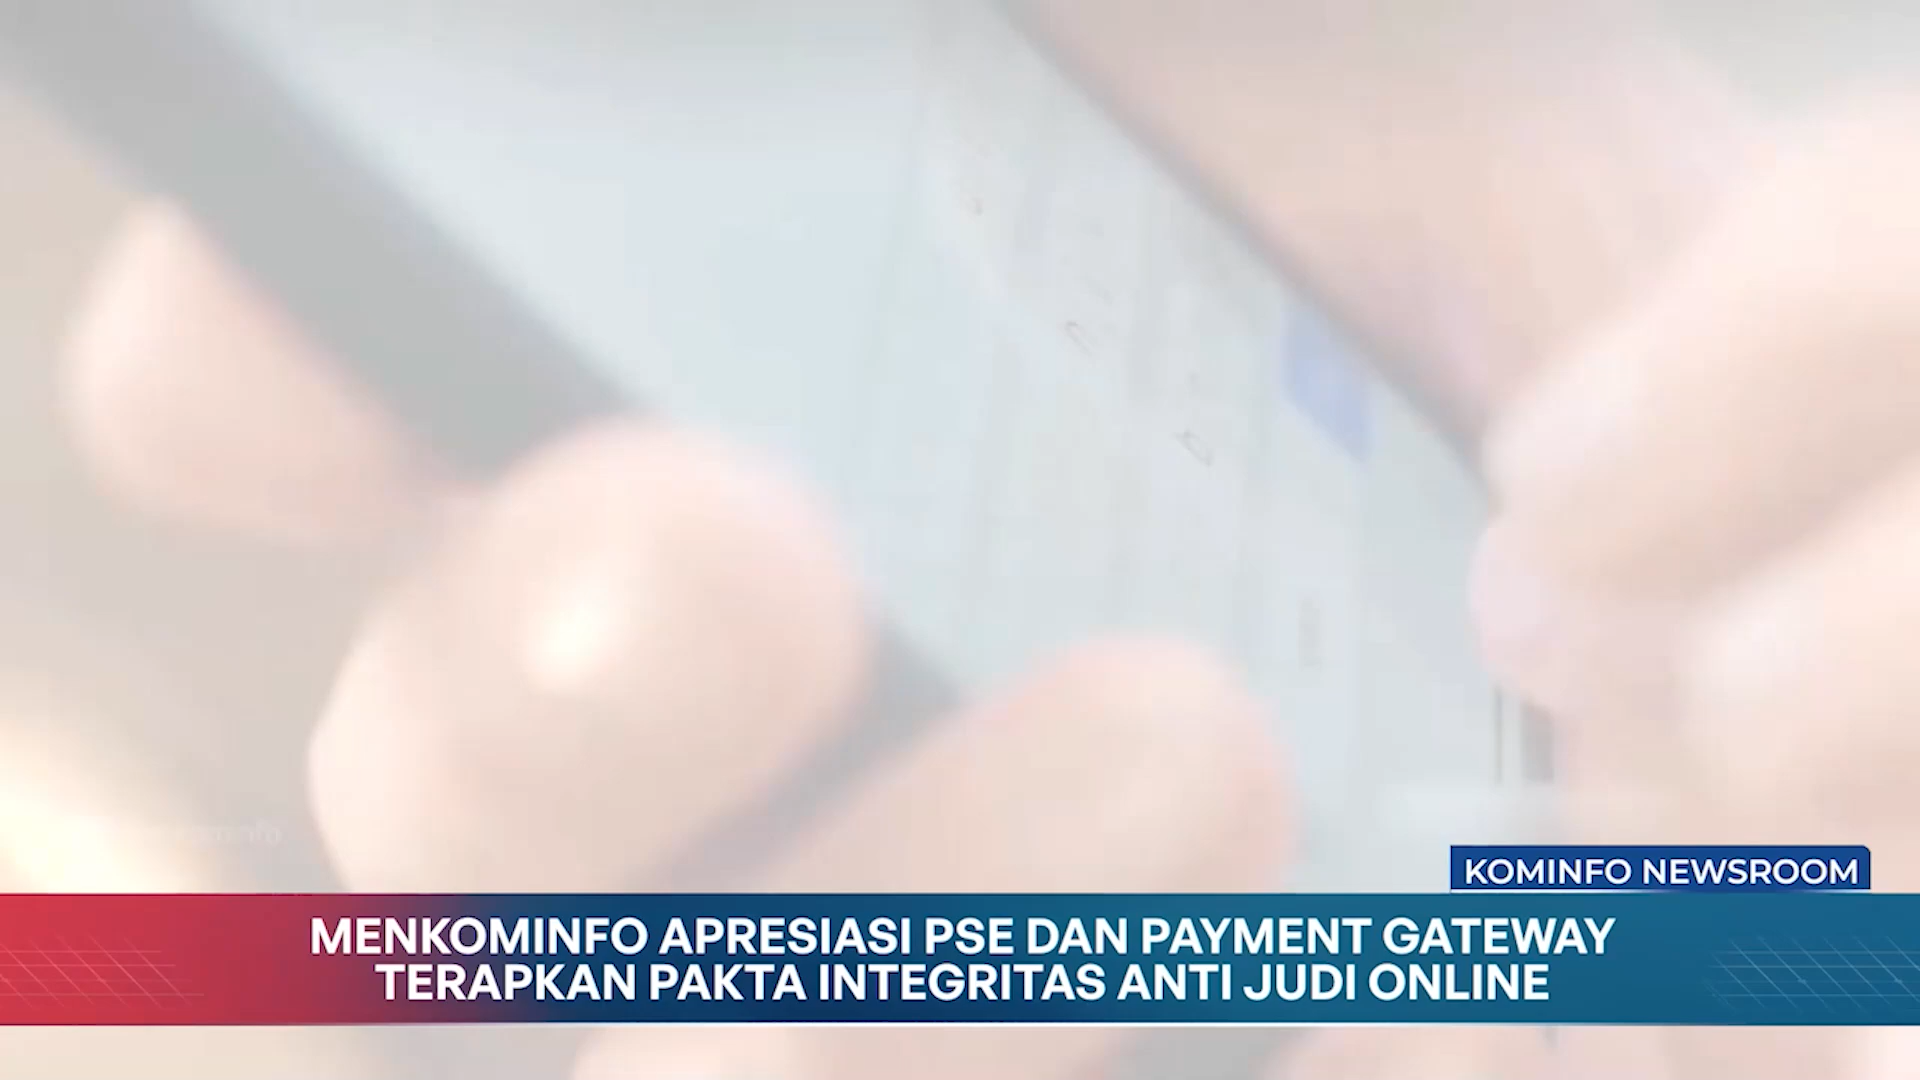 KOMINFO NEWSROOM
MENKOMINFO APRESIASI PSE DAN PAYMENT GATEWAY
TERAPKAN PAKTA INTEGRITAS ANTI JUDI ONLINE